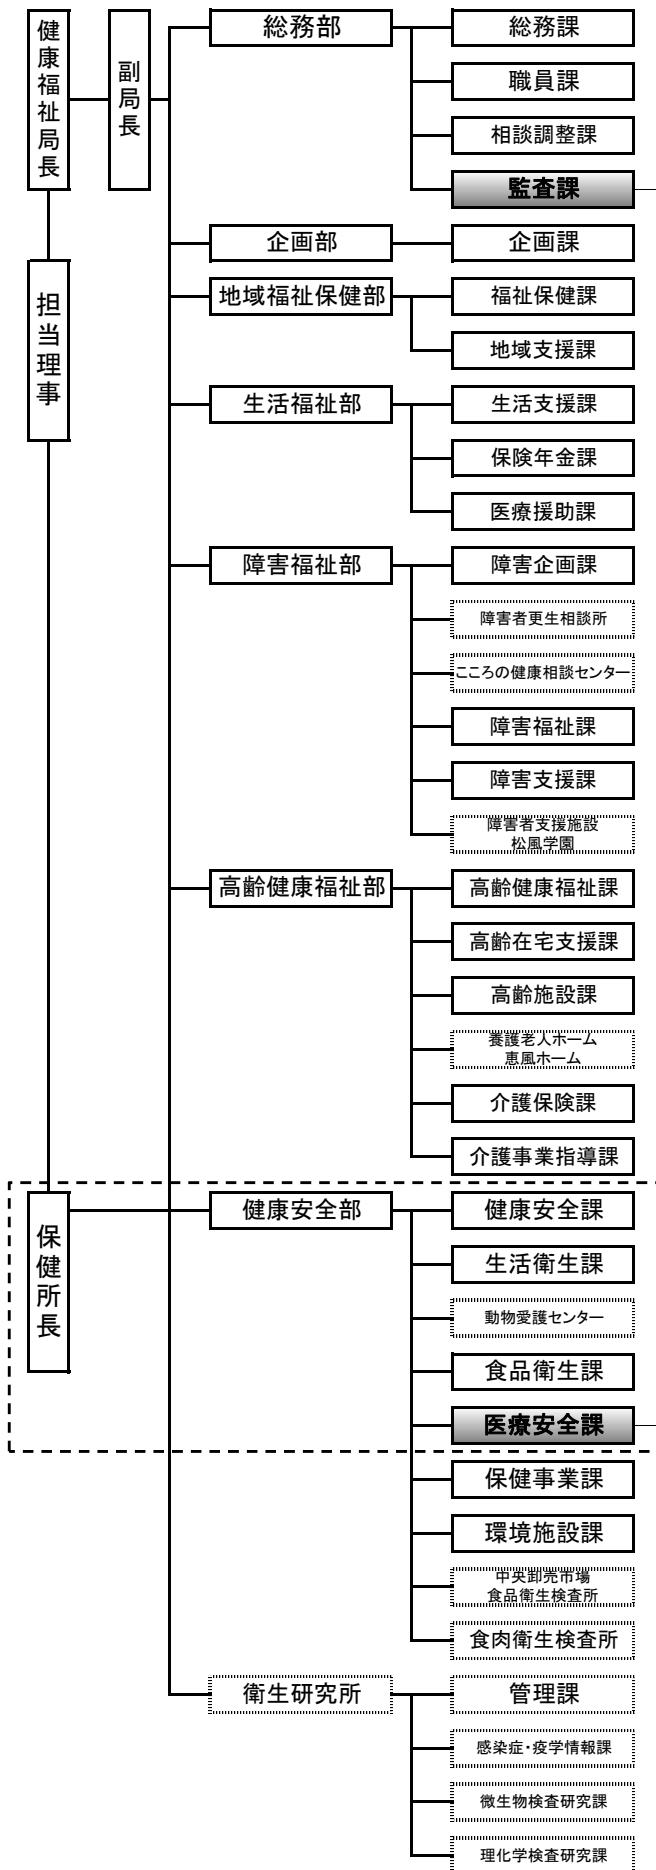 健康福祉局長
副局長
担当理事
保健所長
総務部
総務課
職員課
相談調整課
監査課
企画部
企画課
地域福祉保健部
福祉保健課
地域支援課
生活福祉部
生活支援課
保険年金課
医療援助課
障害福祉部
障害企画課
障害者更生相談所
こころの健康相談センター
障害福祉課
障害支援課
障害者支援施設
松風学園
高齢健康福祉部
高齢健康福祉課
高齢在宅支援課
高齢施設課
養護老人ホーム
恵風ホーム
介護保険課
介護事業指導課
健康安全部
健康安全課
生活衛生課
動物愛護センター
食品衛生課
医療安全課
保健事業課
環境施設課
中央卸売市場
食品衛生検査所
食肉衛生検査所
衛生研究所
管理課
感染症・疫学情報課
微生物検査研究課
理化学検査研究課